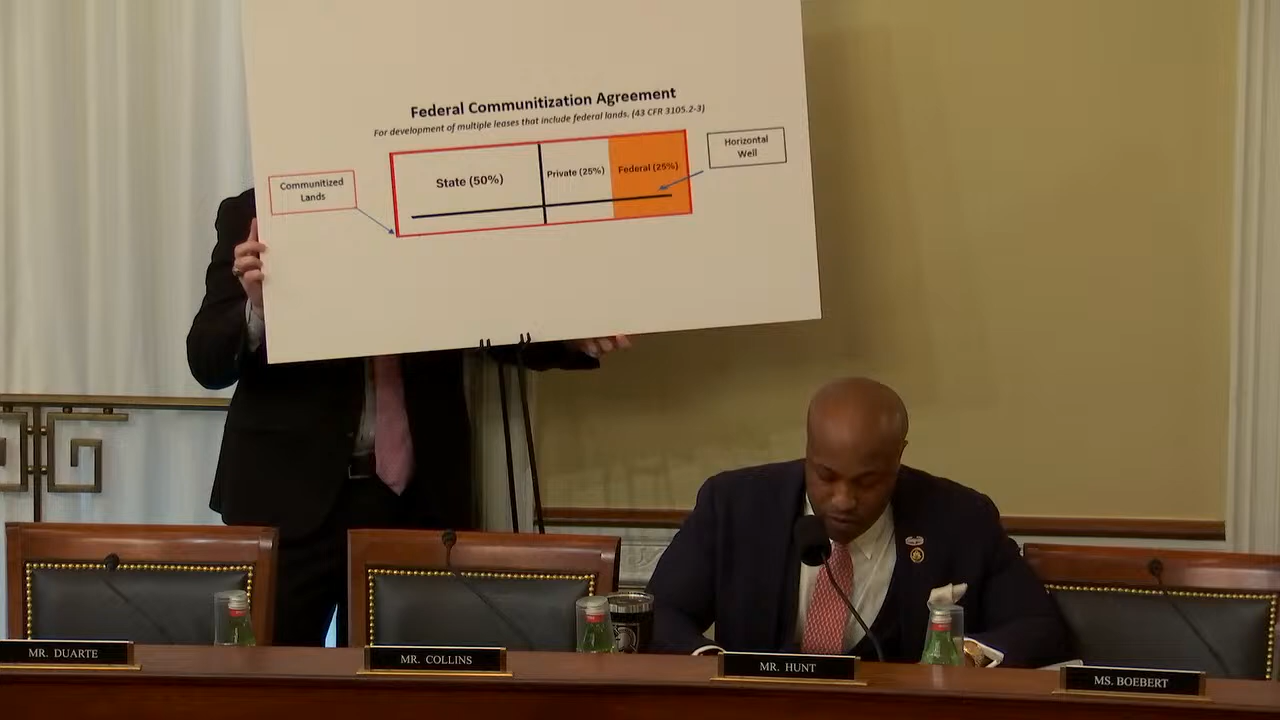 Federal Communitization Agreement
For development of multiple leases that include federal lands. (43 CFR 3105.2-3)
Horizontal
Well
Communitized
Lands
State (50%)
Private (25%)
Federal (25%)
MR. DUARTE
MR. COLLINS
MR. HUNT
MS. BOEBERT